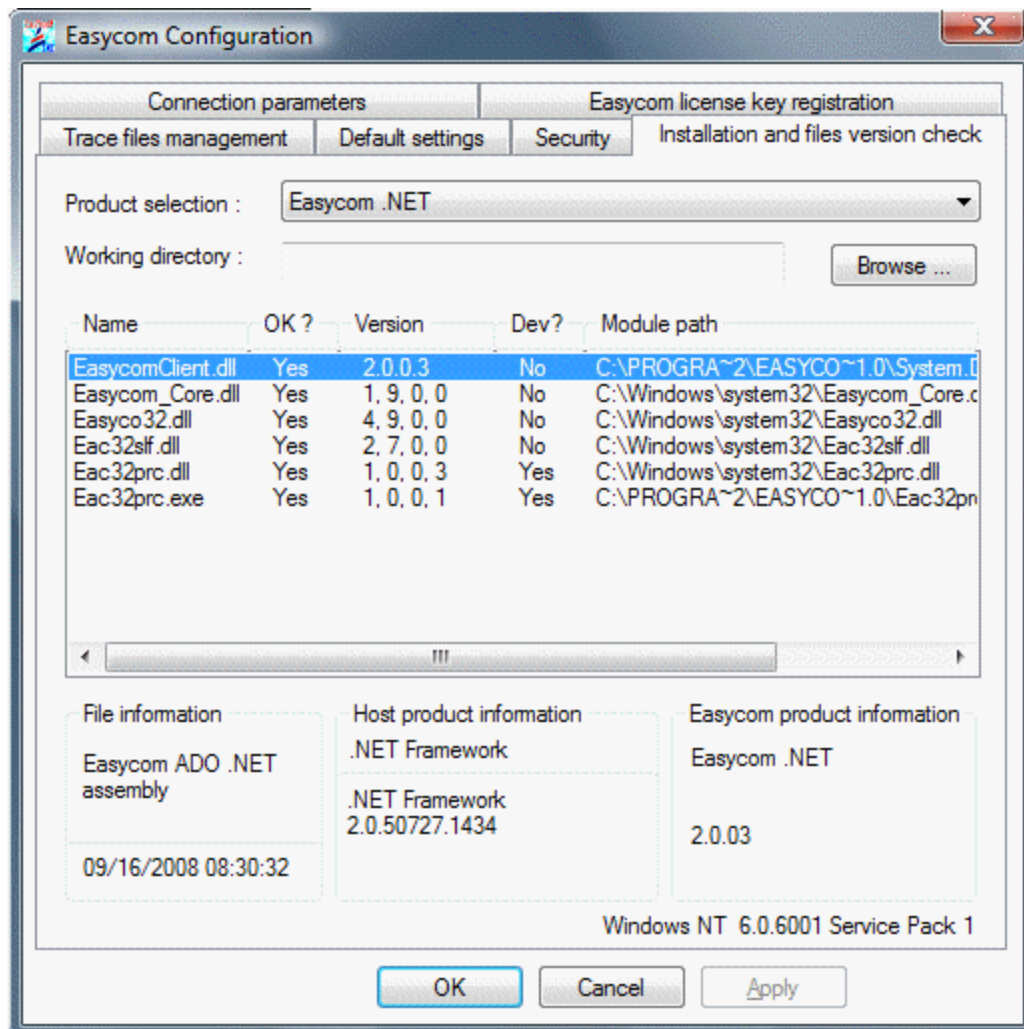 Easycom Configuration
Connection parameters Easycom license key registration
Trace files management Default settings Security Installation and files version check
Product selection : Easycom .NET
Working directory : Browse ...
Name OK ? Version Dev? Module path
EasycomClient.dll Yes 2.0.0.3 No C:\PROGRA~2\EASYCO~1.0\System.D
Easycom_Core.dll Yes 1, 9, 0, 0 No C:\Windows\system32\Easycom_Core.d
Easyco32.dll Yes 4, 9, 0, 0 No C:\Windows\system32\Easyco32.dll
Eac32slf.dll Yes 2, 7, 0, 0 No C:\Windows\system32\Eac32slf.dll
Eac32prc.dll Yes 1, 0, 0, 3 Yes C:\Windows\system32\Eac32prc.dll
Eac32prc.exe Yes 1, 0, 0, 1 Yes C:\PROGRA~2\EASYCO~1.0\Eac32pr
File information Host product information Easycom product information
Easycom ADO .NET
assembly
09/16/2008 08:30:32
.NET Framework
.NET Framework
2.0.50727.1434
Easycom .NET
2.0.03
Windows NT 6.0.6001 Service Pack 1
OK Cancel Apply